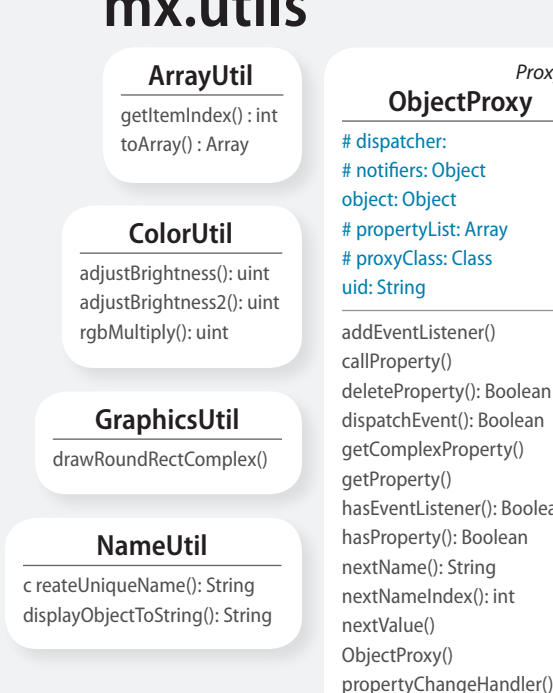 mx.utils
ArrayUtil
getItemIndex() : int
toArray() : Array
ColorUtil
adjustBrightness(): uint
adjustBrightness2(): uint
rgbMultiply(): uint
GraphicsUtil
drawRoundRectComplex()
NameUtil
c reateUniqueName(): String
displayObjectToString(): String
Proxy
ObjectProxy
# dispatcher:
# notifiers: Object
object: Object
# propertyList: Array
# proxyClass: Class
uid: String
addEventListener()
callProperty()
deleteProperty(): Boolean
dispatchEvent(): Boolean
getComplexProperty()
getProperty()
hasEventListener(): Boolea
hasProperty(): Boolean
nextName(): String
nextNameIndex(): int
nextValue()
ObjectProxy()
propertyChangeHandler()